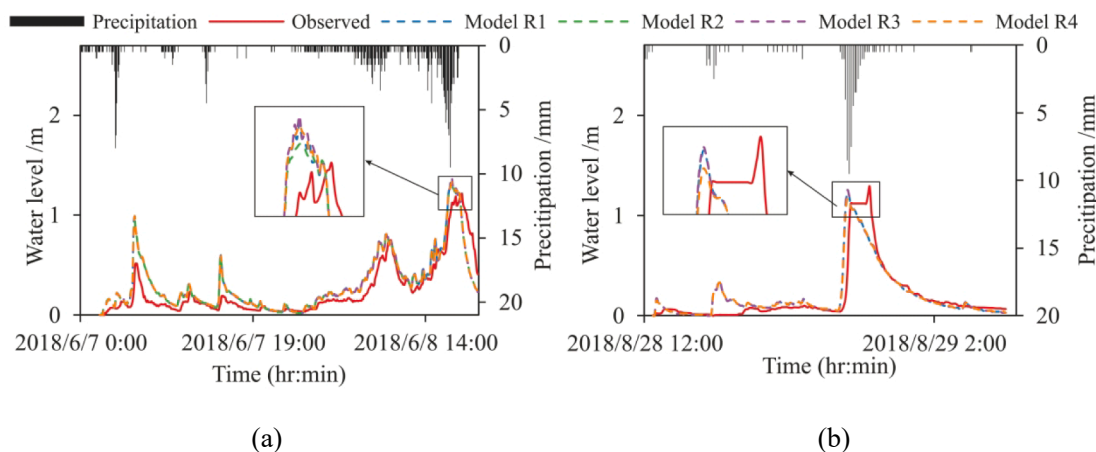 Precipitation Observed Model R1 Model R2 Model R3 Model R4
Water level /m
2
1
0
0
5
10
15
20
Precitipation /mm
2018/6/7 0:00 2018/6/7 19:00 2018/6/8 14:00
Time (hr:min)
(a)
Water level /m
2
1
0
0
5
10
15
20
Precitipation /mm
2018/8/28 12:00 2018/8/29 2:00
Time (hr:min)
(b)